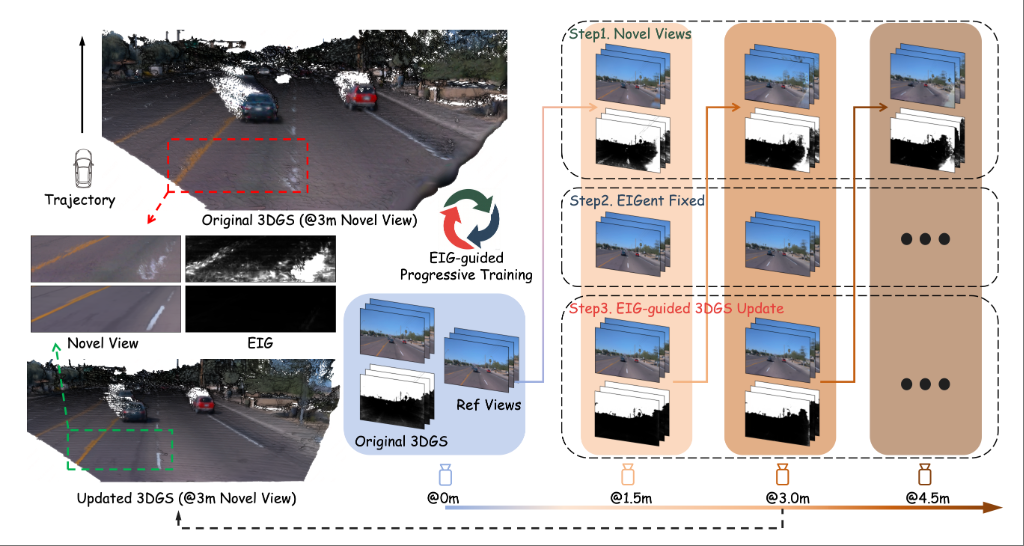 Trajectory
Original 3DGS (@3m Novel View)
EIG-guided
Progressive Training
Novel View
EIG
Updated 3DGS (@3m Novel View)
Ref Views
Original 3DGS
Step1. Novel Views
Step2. EIGent Fixed
Step3. EIG-guided 3DGS Update
@0m
@1.5m
@3.0m
@4.5m